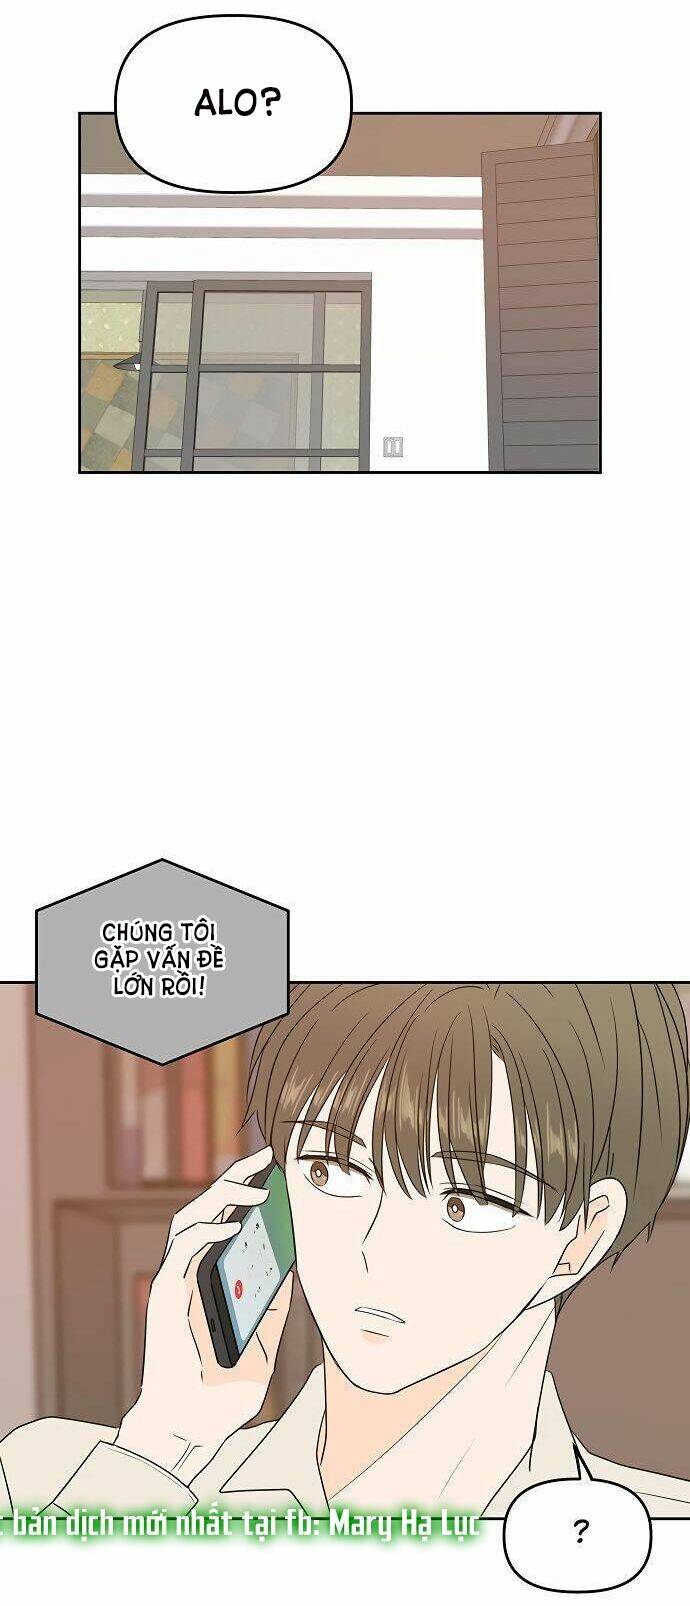 ALO?
CHÚNG TÔI
GẶP VẤN ĐỀ
LỚN RỒI!
bản dịch mới nhất tại fb: Mary Hạ Lục
?